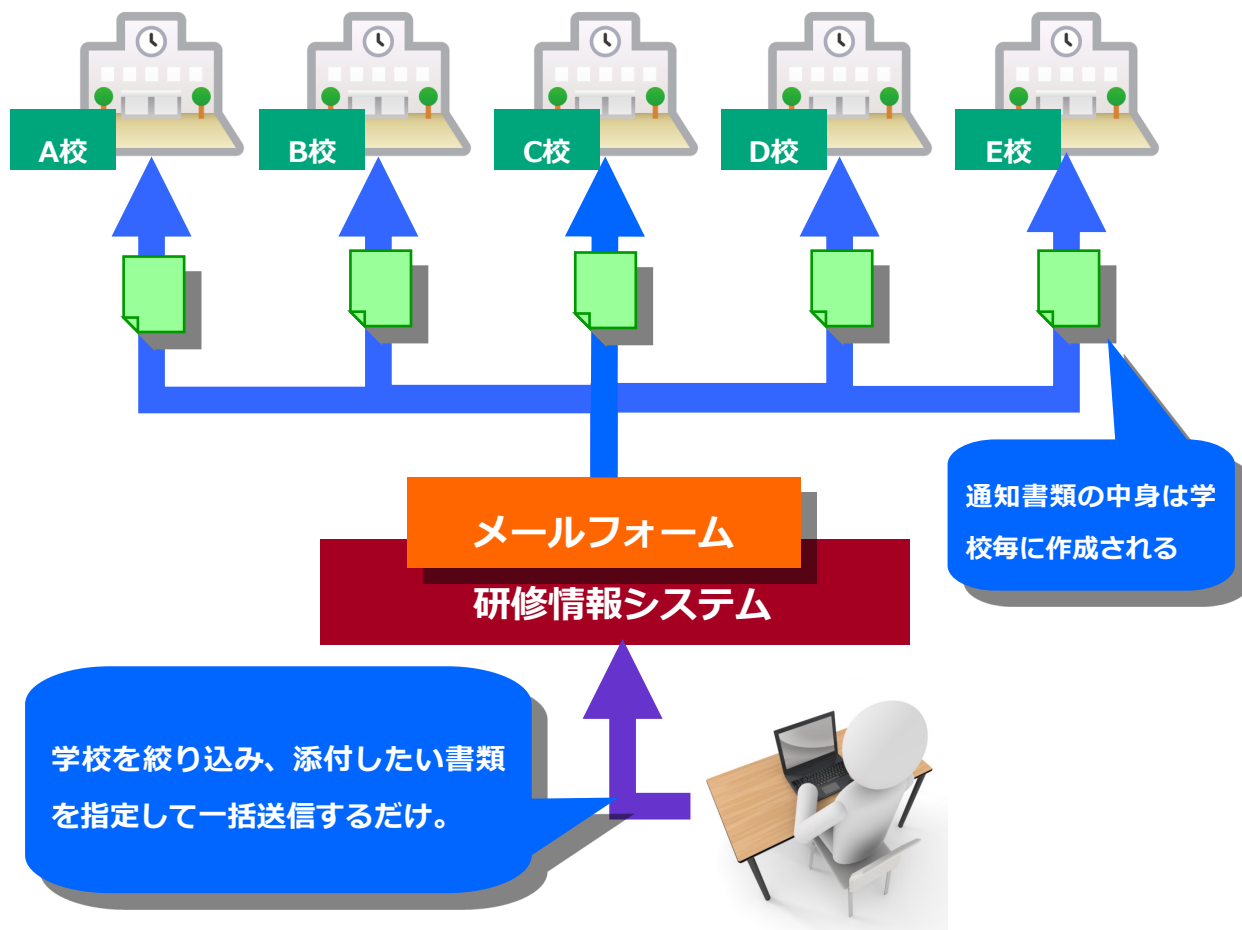 A校
B校
C校
D校
E校
通知書類の中身は学
校毎に作成される
メールフォーム
研修情報システム
学校を絞り込み、添付したい書類
を指定して一括送信するだけ。